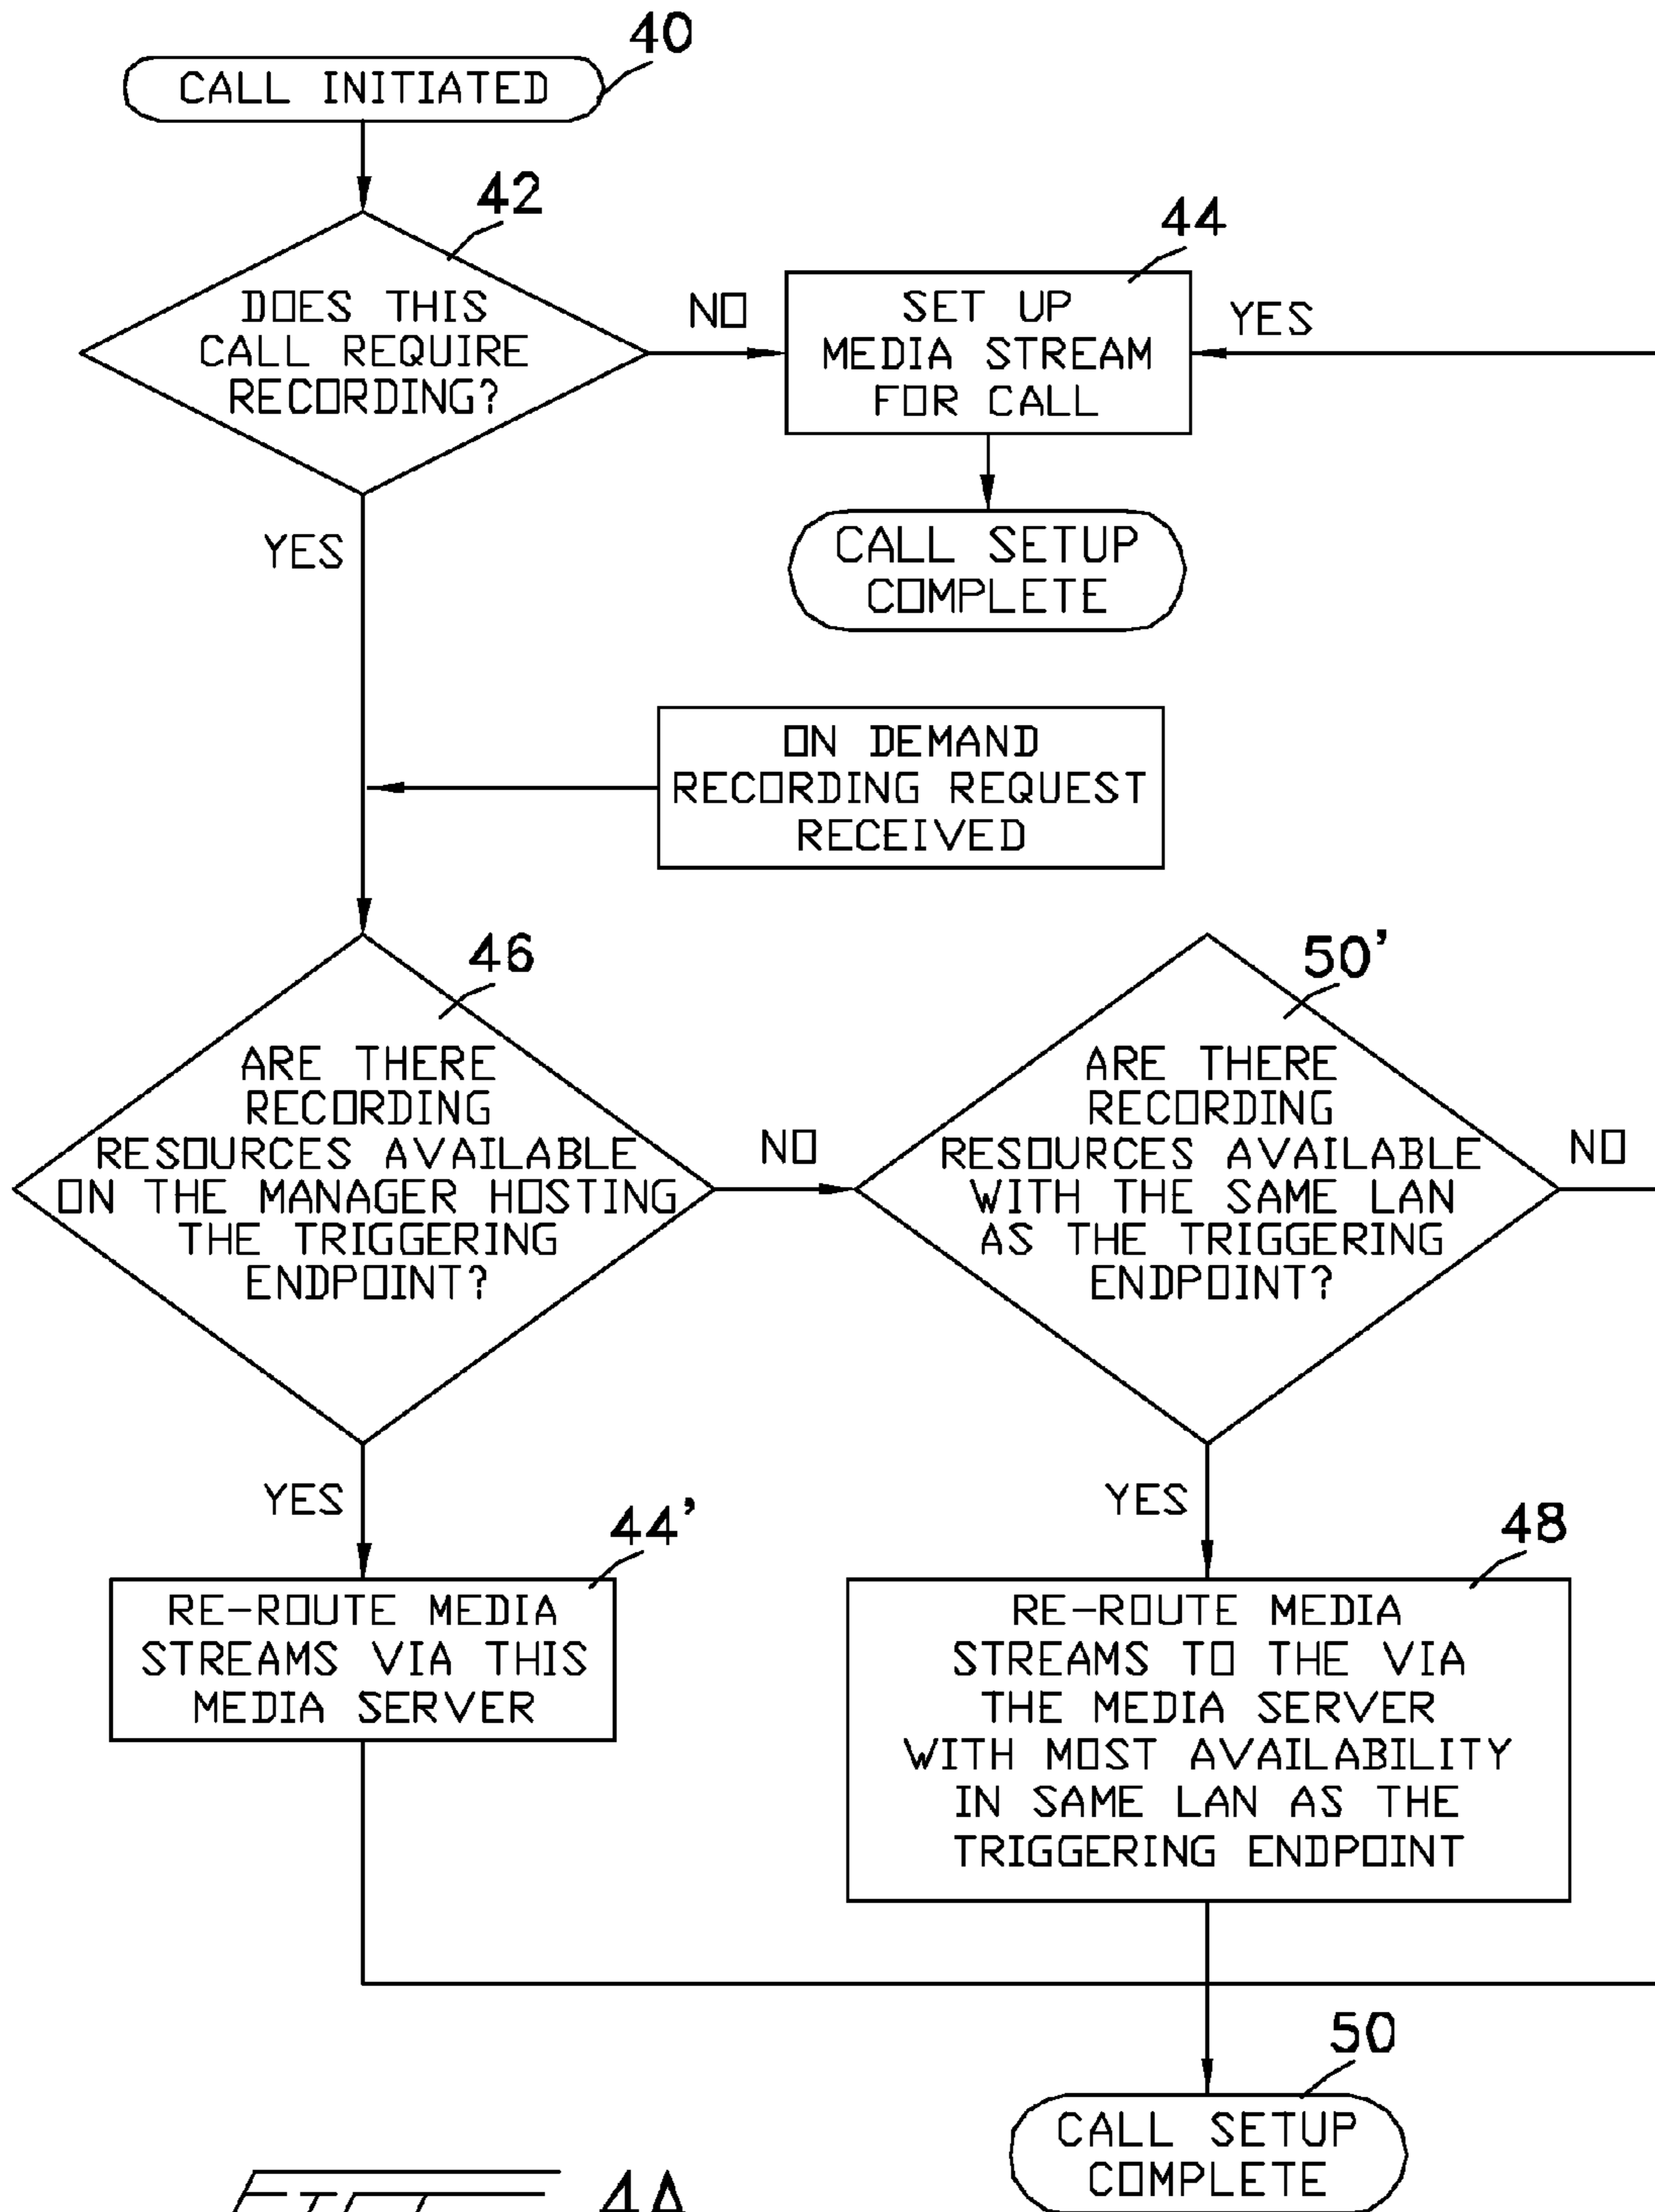 40
CALL INITIATED
42
DOES THIS
CALL REQUIRE
RECORDING?
NO
44
SET UP
MEDIA STREAM
FOR CALL
YES
CALL SETUP
COMPLETE
YES
ON DEMAND
RECORDING REQUEST
RECEIVED
46
ARE THERE
RECORDING
RESOURCES AVAILABLE
ON THE MANAGER HOSTING
THE TRIGGERING
ENDPOINT?
NO
50'
ARE THERE
RECORDING
RESOURCES AVAILABLE
WITH THE SAME LAN
AS THE TRIGGERING
ENDPOINT?
NO
YES
44'
RE-ROUTE MEDIA
STREAMS VIA THIS
MEDIA SERVER
YES
48
RE-ROUTE MEDIA
STREAMS TO THE VIA
THE MEDIA SERVER
WITH MOST AVAILABILITY
IN SAME LAN AS THE
TRIGGERING ENDPOINT
50
CALL SETUP
COMPLETE
4A